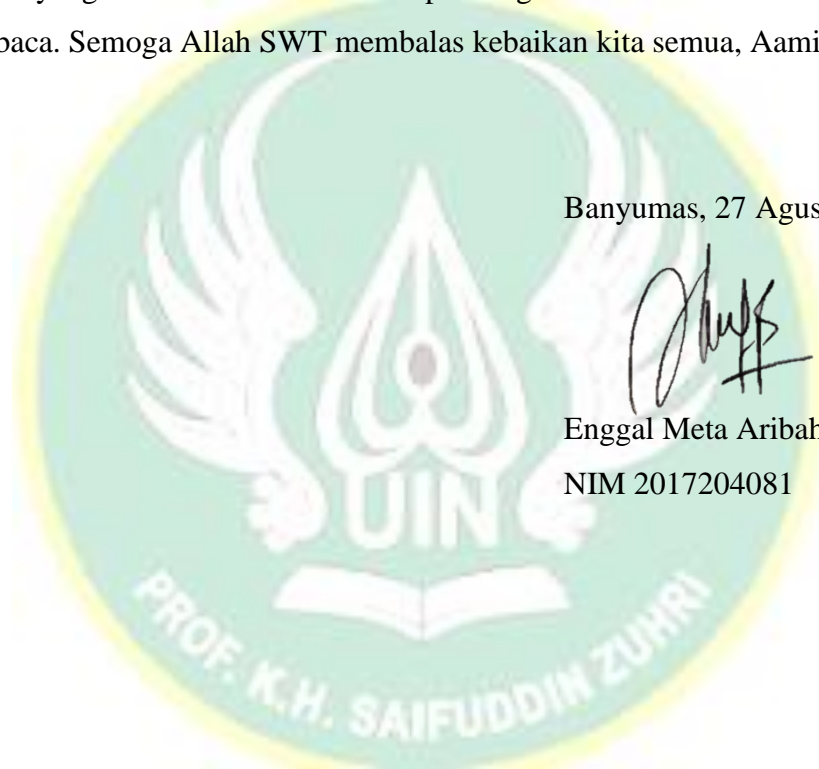 baca. Semoga Allah SWT membalas kebaikan kita semua, Aami
Banyumas, 27 Agus
Enggal Meta Aribah
NIM 2017204081
UIN
PROF. K.H. SAIFUDDIN ZUHRI